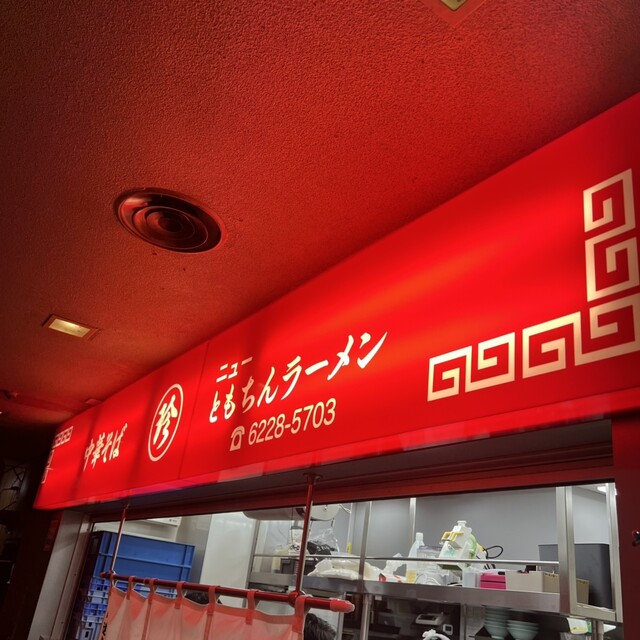 中華そば
珍
ニュー
ともちんラーメン
☎6228-5703